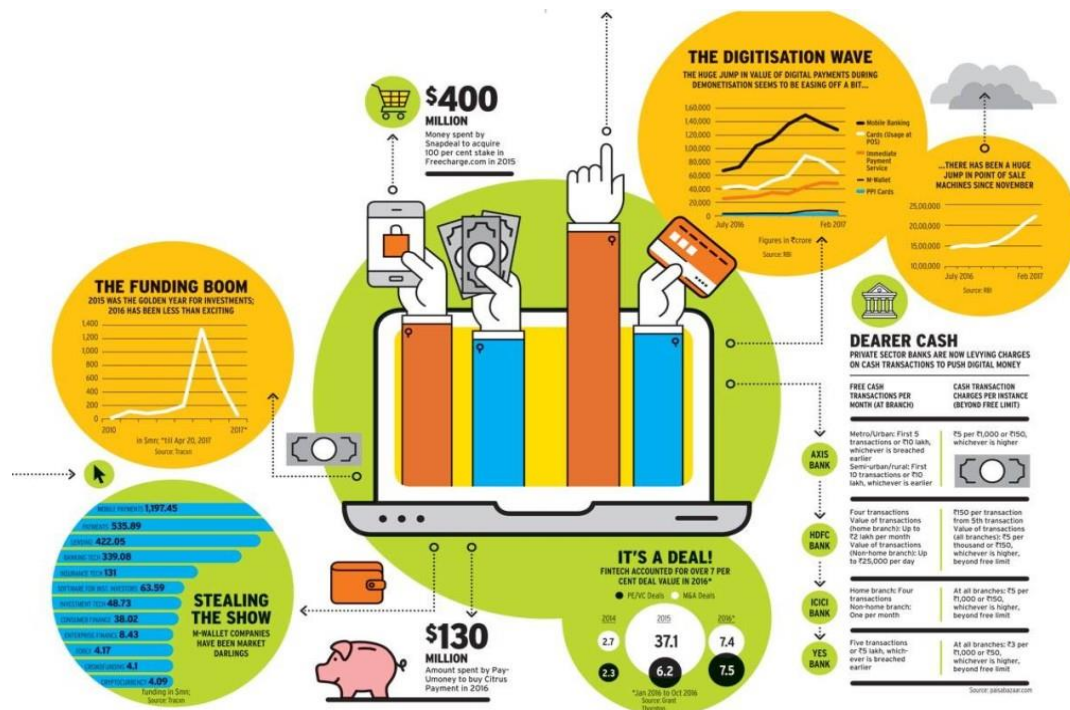 $400
MILLION
Money spent by
Snapdeal to acquire
100 per cent stake in
Freecharge.com in 2015
THE DIGITISATION WAVE
THE HUGE JUMP IN VALUE OF DIGITAL PAYMENTS DURING
DEMONETISATION SEEMS TO BE EASING OFF A BIT...
1,60,000
1,40,000
1,20,000
100,000
80,000
60,000
40,000
20,000
0
July 2016
Feb 2017
Mobile Banking
Cards (Usage at
POS)
Immediate
Payment
Service
M-Wallet
PPI Cards
Figures in ₹crore
Source: RBI
...THERE HAS BEEN A HUGE
JUMP IN POINT OF SALE
MACHINES SINCE NOVEMBER
25,00,000
20,00,000
15,00,000
10,00,000
July 2016
Feb 2017
Source: RBI
THE FUNDING BOOM
2015 WAS THE GOLDEN YEAR FOR INVESTMENTS;
2016 HAS BEEN LESS THAN EXCITING
1,400
1,200
1,000
800
600
400
200
0
2010
2017*
in $mn; *till Apr 20, 2017
Source: Tracxn
MOBILE PAYMENTS 1,197.45
PAYMENTS 535.89
LENDING 422.05
BANKING TECH 339.08
INSURANCE TECH 131
SOFTWARE FOR MISC INVESTORS 63.59
INVESTMENT TECH 48.73
CONSUMER FINANCE 38.02
ENTERPRISE FINANCE 8.43
FOREX 4.17
CROWDFUNDING 4.1
CRYPTOCURRENCY 4.09
funding in $mn;
Source: Tracxn
STEALING
THE SHOW
M-WALLET COMPANIES
HAVE BEEN MARKET
DARLINGS
$130
MILLION
Amount spent by Pay-
Umoney to buy Citrus
Payment in 2016
IT'S A DEAL!
FINTECH ACCOUNTED FOR OVER 7 PER
CENT DEAL VALUE IN 2016*
PE/VC Deals
M&A Deals
2014
2015
2016*
2.7
37.1
7.4
2.3
6.2
7.5
*Jan 2016 to Oct 2016
Source: Grant
Thornton
DEARER CASH
PRIVATE SECTOR BANKS ARE NOW LEVYING CHARGES
ON CASH TRANSACTIONS TO PUSH DIGITAL MONEY
FREE CASH
TRANSACTIONS PER
MONTH (AT BRANCH)
CASH TRANSACTION
CHARGES PER INSTANCE
(BEYOND FREE LIMIT)
AXIS
BANK
Metro/Urban: First 5
transactions or ₹10 lakh,
whichever is breached
earlier
Semi-urban/rural: First
10 transactions or ₹10
lakh, whichever is earlier
₹5 per ₹1,000 or ₹150,
whichever is higher
HDFC
BANK
Four transactions
Value of transactions
(home branch): Up to
₹2 lakh per month
Value of transactions
(Non-home branch): Up
to ₹25,000 per day
₹150 per transaction
from 5th transaction
Value of transactions
(all branches): ₹5 per
thousand or ₹150,
whichever is higher,
beyond free limit
ICICI
BANK
Home branch: Four
transactions
Non-home branch:
One per month
At all branches: ₹5 per
₹1,000 or ₹150,
whichever is higher,
beyond free limit
YES
BANK
Five transactions
or ₹5 lakh, which-
ever is breached
earlier
At all branches: ₹3 per
₹1,000 or ₹50,
whichever is higher,
beyond free limit
Source: paisabazaar.com